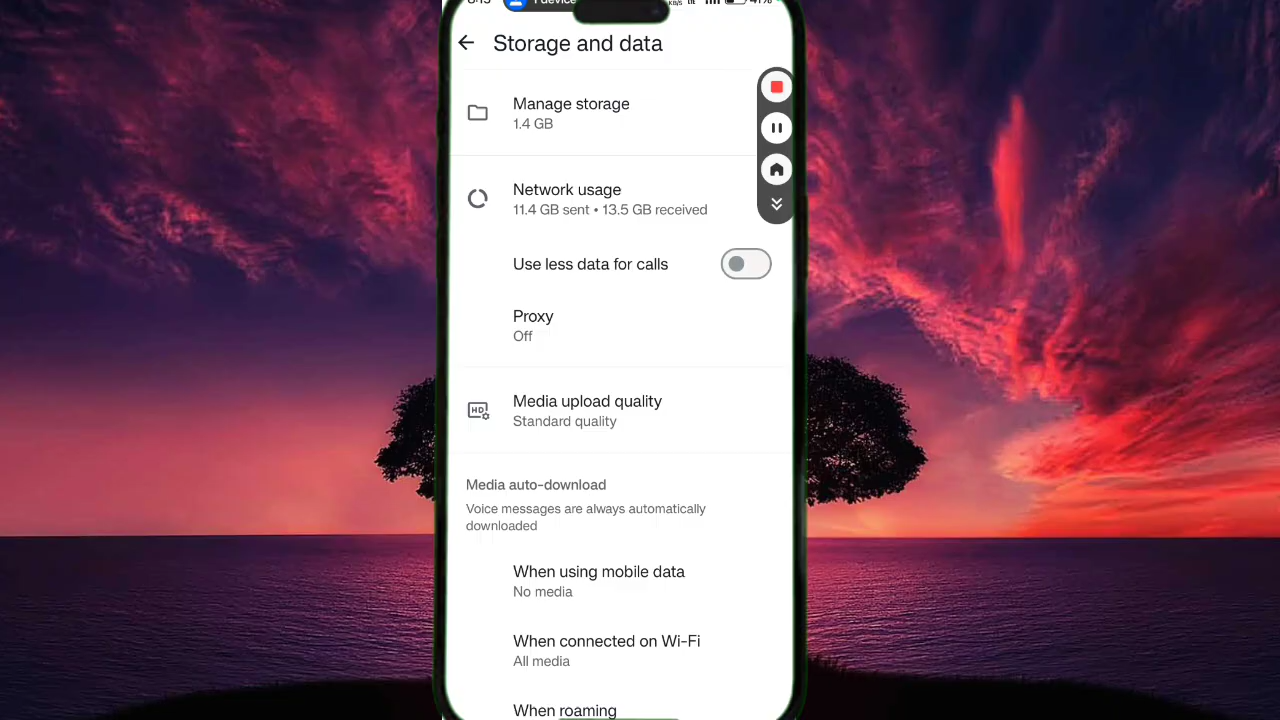 Storage and data
Manage storage
1.4 GB
Network usage
11.4 GB sent • 13.5 GB received
Use less data for calls
Proxy
Off
Media upload quality
Standard quality
HD
Media auto-download
Voice messages are always automatically
downloaded
When using mobile data
No media
When connected on Wi-Fi
All media
When roaming